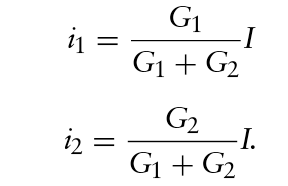 i₁ = G₁ / (G₁ + G₂) I
i₂ = G₂ / (G₁ + G₂) I.